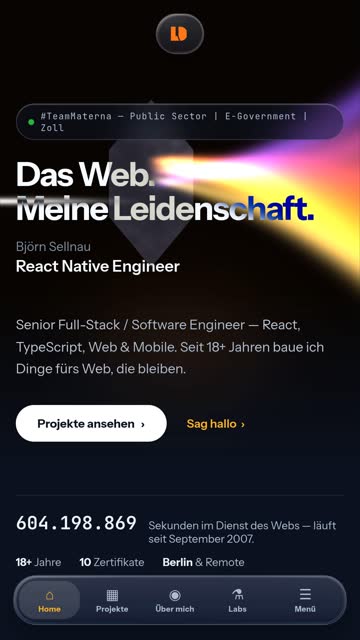 #TeamMaterna — Public Sector | E-Government |
Zoll
Das Web.
Meine Leidenschaft.
Björn Sellnau
React Native Engineer
Senior Full-Stack / Software Engineer — React,
TypeScript, Web & Mobile. Seit 18+ Jahren baue ich
Dinge fürs Web, die bleiben.
Projekte ansehen ›
Sag hallo ›
604.198.869
Sekunden im Dienst des Webs — läuft
seit September 2007.
18+ Jahre
10 Zertifikate
Berlin & Remote
Home
Projekte
Über mich
Labs
Menü